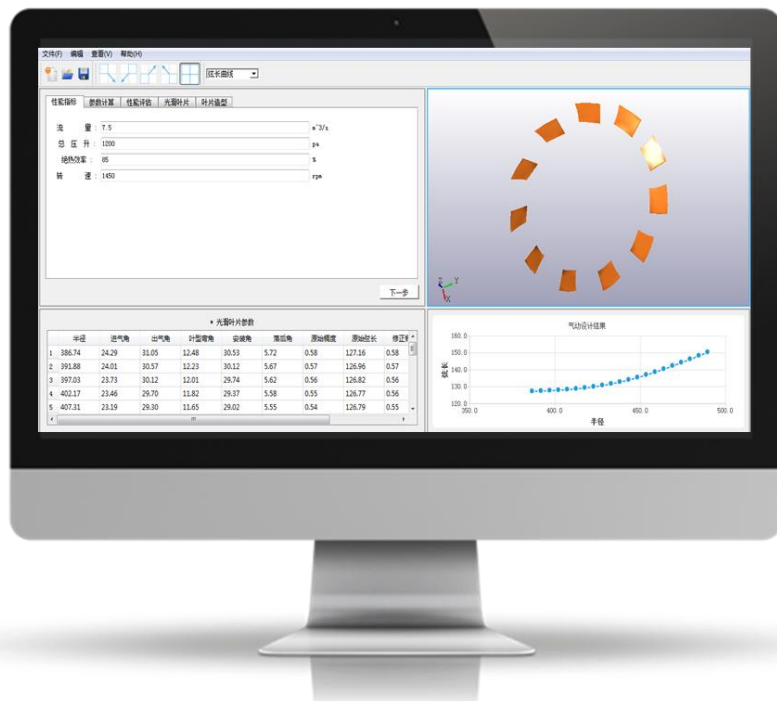 文件(F) 编辑 查看(V) 帮助(H)
弦长曲线
性能指标 参数计算 性能评估 光滑叶片 叶片造型
流 量 : 7.5 m^3/s
总 压 升 : 1200 pa
绝热效率 : 85 %
转 速 : 1450 rpm
下一步
Z Y
X
光滑叶片参数
半径 进气角 出气角 叶型弯角 安装角 落后角 原始稠度 原始弦长
1 386.74 24.29 31.05 12.48 30.53 5.72 0.58 127.16 0.58
2 391.88 24.01 30.57 12.23 30.12 5.67 0.57 126.96 0.57
3 397.03 23.73 30.12 12.01 29.74 5.62 0.56 126.82 0.56
4 402.17 23.46 29.70 11.82 29.37 5.58 0.55 126.77 0.56
5 407.31 23.19 29.30 11.65 29.02 5.55 0.54 126.79 0.55
气动设计结果
160.0
150.0
140.0
130.0
120.0
弦长
350.0 400.0 450.0 500.0
半径